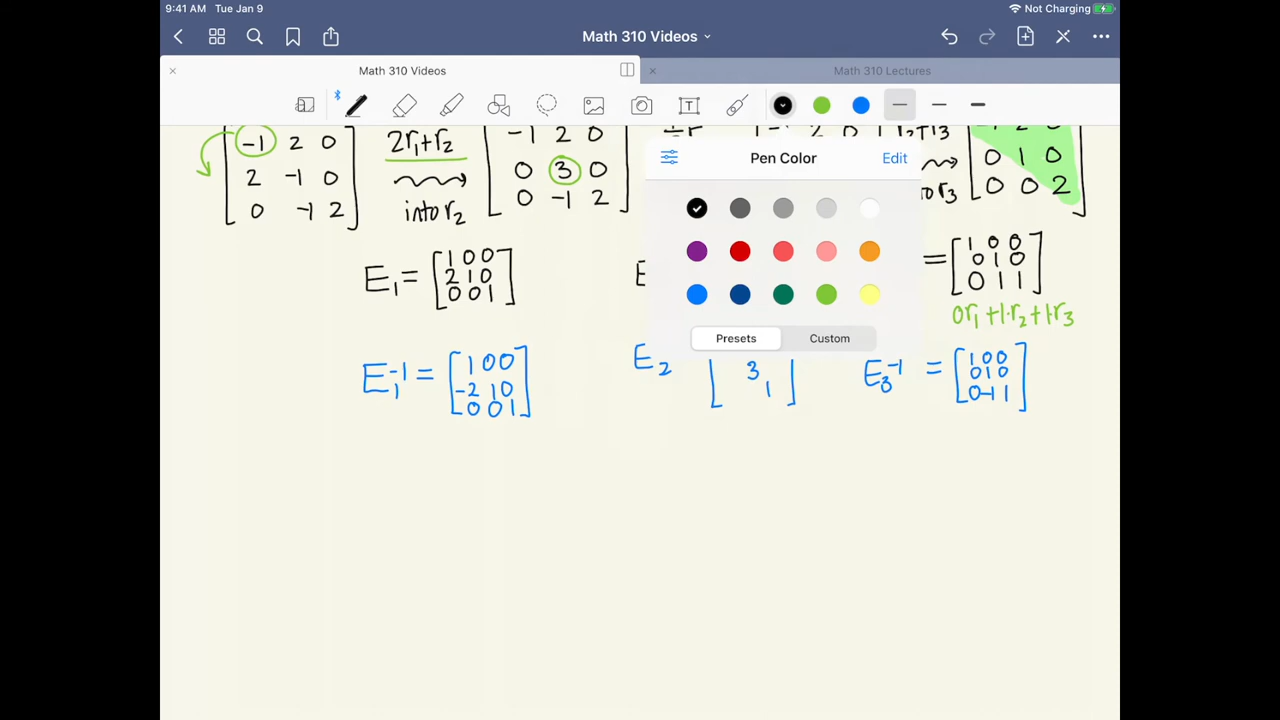 9:41 AM Tue Jan 9
Not Charging
Math 310 Videos
Math 310 Videos
Math 310 Lectures
-1 2 0
2 -1 0
0 -1 2
2r₁+r₂
into r₂
-1 2 0
0 3 0
0 -1 2
r₂+r₃
0 1 0
0 0 2
Pen Color
Edit
Presets
Custom
E₁ = [1 0 0
2 1 0
0 0 1]
= [1 0 0
0 1 0
0 1 1]
0r₁+1·r₂+1r₃
E₁⁻¹ = [1 0 0
-2 1 0
0 0 1]
E₂
3
1
E₃⁻¹ = [1 0 0
0 1 0
0 -1 1]